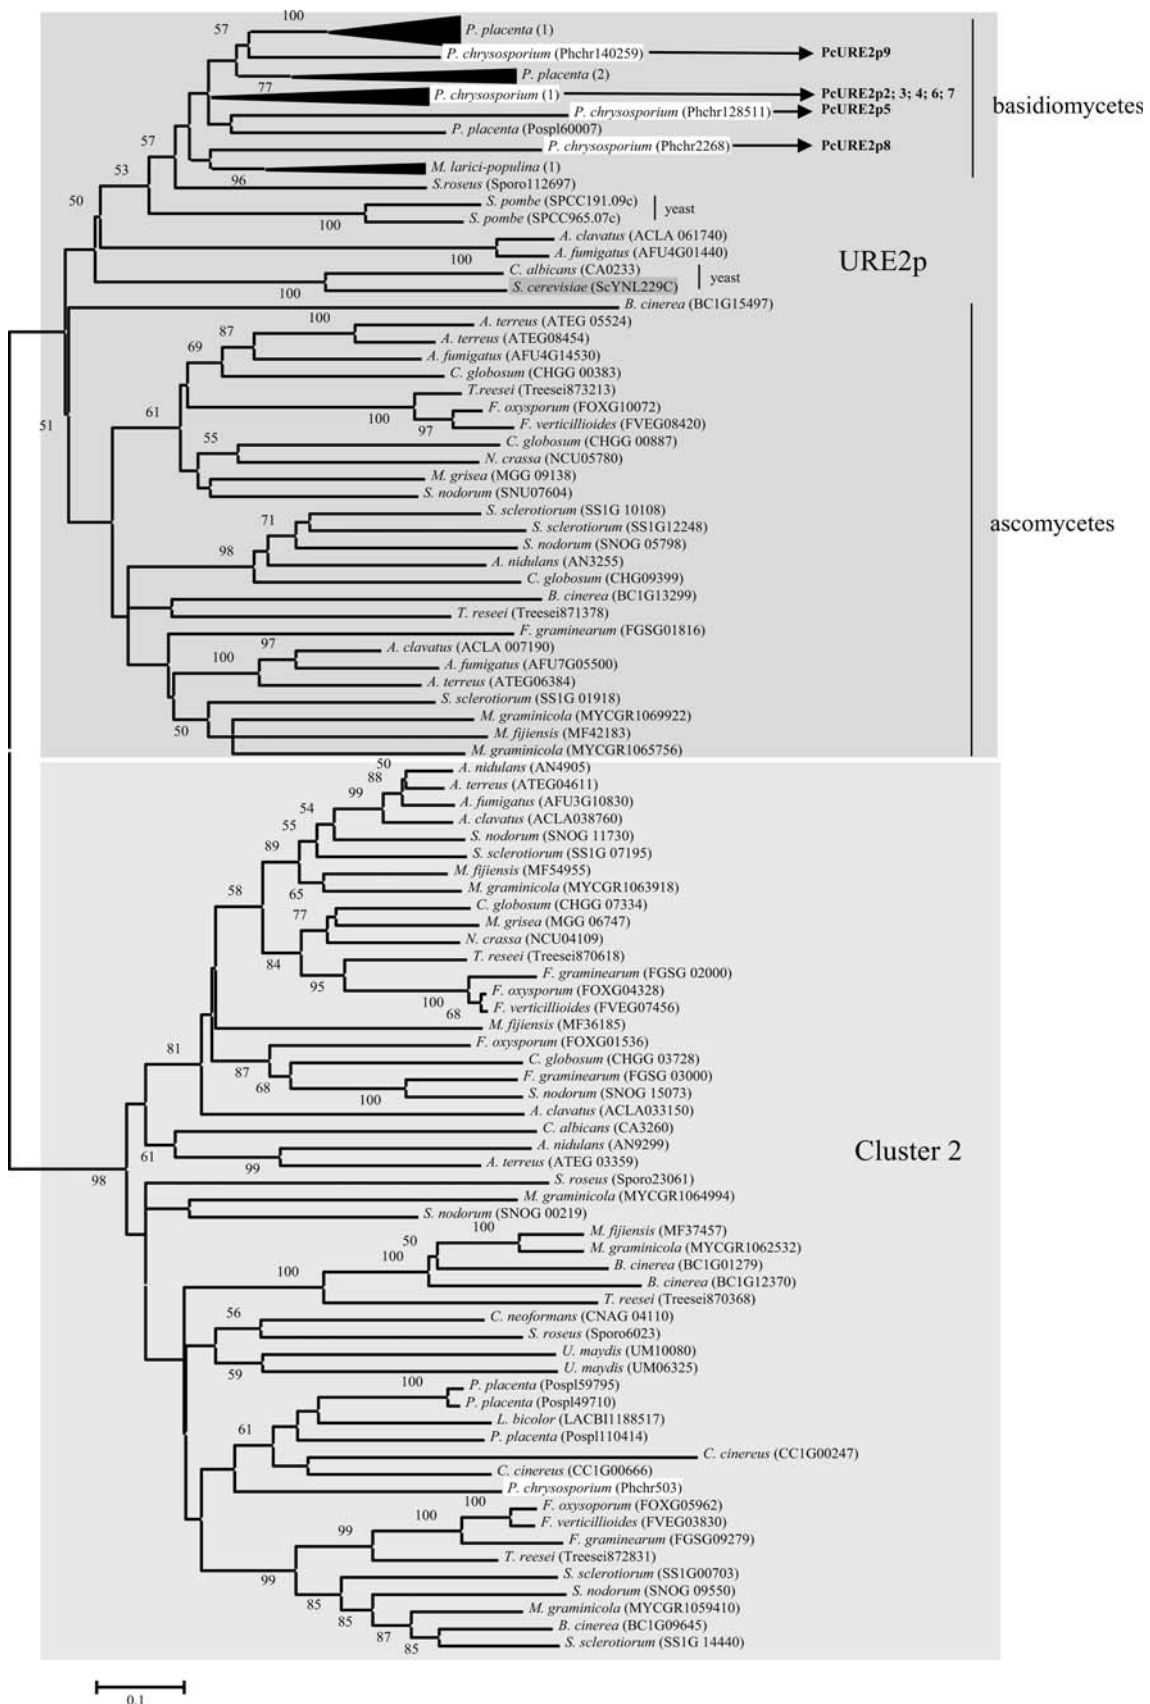 100
57
P. placenta (1)
P. chrysosporium (Phchr140259)
PcURE2p9
P. placenta (2)
77
P. chrysosporium (1)
PcURE2p2; 3; 4; 6; 7
basidiomycetes
P. chrysosporium (Phchr128511)
PcURE2p5
P. placenta (Pospl60007)
57
P. chrysosporium (Phchr2268)
PcURE2p8
53
M. larici-populina (1)
96
S.roseus (Sporo112697)
50
S. pombe (SPCC191.09c)
yeast
S. pombe (SPCC965.07c)
100
A. clavatus (ACLA 061740)
A. fumigatus (AFU4G01440)
100
URE2p
C. albicans (CA0233)
yeast
S. cerevisiae (ScYNL229C)
100
B. cinerea (BC1G15497)
100
A. terreus (ATEG 05524)
87
A. terreus (ATEG08454)
69
A. fumigatus (AFU4G14530)
C. globosum (CHGG 00383)
T.reesei (Treesei873213)
61
F. oxysporum (FOXG10072)
100
97
F. verticillioides (FVEG08420)
51
55
C. globosum (CHGG 00887)
N. crassa (NCU05780)
M. grisea (MGG 09138)
S. nodorum (SNU07604)
S. sclerotiorum (SS1G 10108)
71
S. sclerotiorum (SS1G12248)
ascomycetes
S. nodorum (SNOG 05798)
98
A. nidulans (AN3255)
C. globosum (CHG09399)
B. cinerea (BC1G13299)
T. reseei (Treesei871378)
F. graminearum (FGSG01816)
97
A. clavatus (ACLA 007190)
100
A. fumigatus (AFU7G05500)
A. terreus (ATEG06384)
S. sclerotiorum (SS1G 01918)
M. graminicola (MYCGR1069922)
50
M. fijiensis (MF42183)
M. graminicola (MYCGR1065756)
50
A. nidulans (AN4905)
88
A. terreus (ATEG04611)
99
A. fumigatus (AFU3G10830)
54
A. clavatus (ACLA038760)
55
S. nodorum (SNOG 11730)
89
S. sclerotiorum (SS1G 07195)
M. fijiensis (MF54955)
58
65
M. graminicola (MYCGR1063918)
C. globosum (CHGG 07334)
77
M. grisea (MGG 06747)
N. crassa (NCU04109)
84
T. reseei (Treesei870618)
95
F. graminearum (FGSG 02000)
100
F. oxysporum (FOXG04328)
68
F. verticillioides (FVEG07456)
M. fijiensis (MF36185)
81
F. oxysporum (FOXG01536)
87
C. globosum (CHGG 03728)
68
F. graminearum (FGSG 03000)
100
S. nodorum (SNOG 15073)
A. clavatus (ACLA033150)
C. albicans (CA3260)
61
A. nidulans (AN9299)
Cluster 2
99
A. terreus (ATEG 03359)
98
S. roseus (Sporo23061)
M. graminicola (MYCGR1064994)
S. nodorum (SNOG 00219)
100
M. fijiensis (MF37457)
50
M. graminicola (MYCGR1062532)
100
B. cinerea (BC1G01279)
100
B. cinerea (BC1G12370)
T. reesei (Treesei870368)
56
C. neoformans (CNAG 04110)
S. roseus (Sporo6023)
U. maydis (UM10080)
59
U. maydis (UM06325)
100
P. placenta (Pospl59795)
P. placenta (Pospl49710)
L. bicolor (LACBI1188517)
61
P. placenta (Pospl110414)
C. cinereus (CC1G00247)
C. cinereus (CC1G00666)
P. chrysosporium (Phchr503)
100
F. oxysoporum (FOXG05962)
100
F. verticillioides (FVEG03830)
99
F. graminearum (FGSG09279)
T. reesei (Treesei872831)
99
S. sclerotiorum (SS1G00703)
85
S. nodorum (SNOG 09550)
85
M. graminicola (MYCGR1059410)
87
B. cinerea (BC1G09645)
85
S. sclerotiorum (SS1G 14440)
0.1